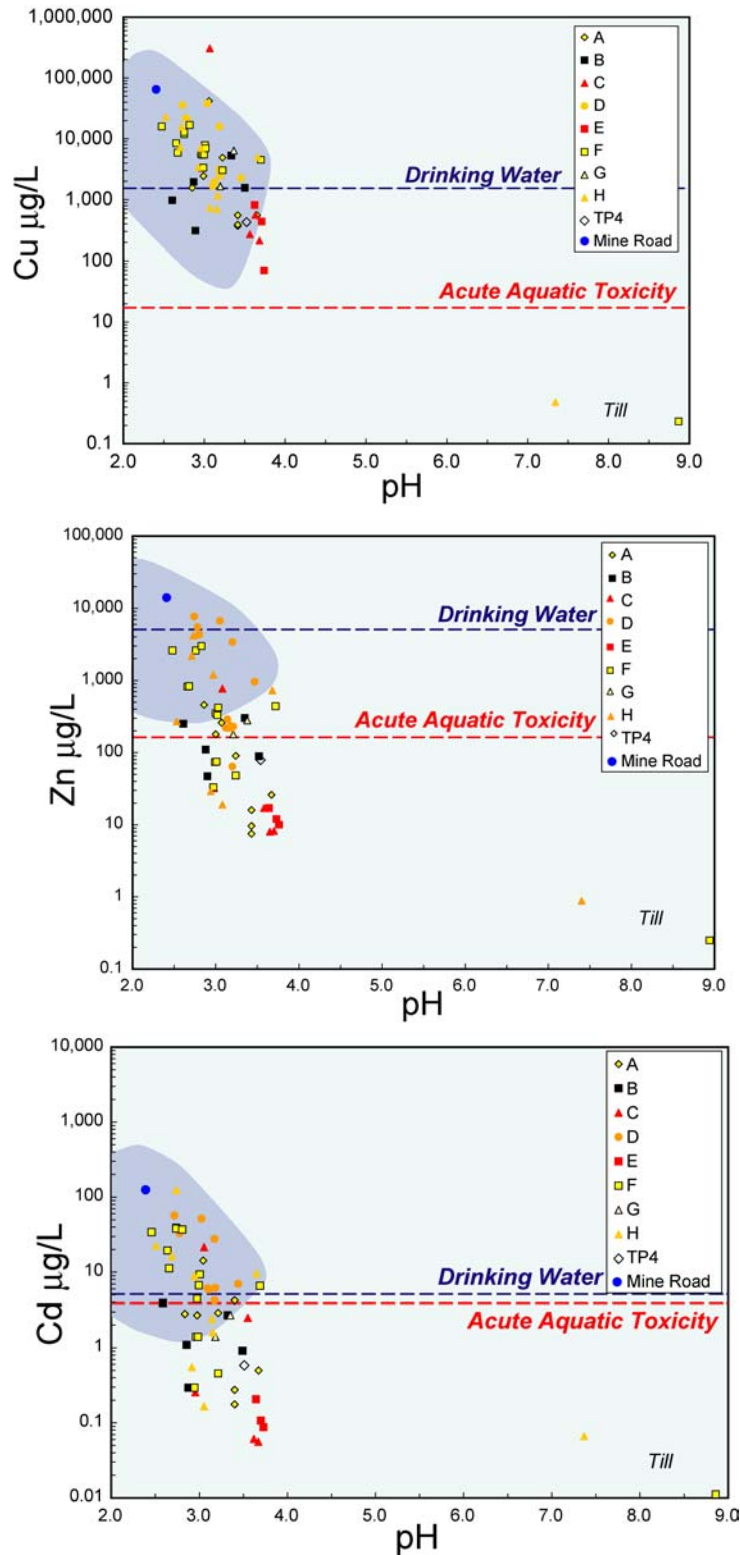 1,000,000
100,000
10,000
1,000
100
10
1
0.1
Cu µg/L
A
B
C
D
E
F
G
H
TP4
Mine Road
Drinking Water
Acute Aquatic Toxicity
Till
2.0 3.0 4.0 5.0 6.0 7.0 8.0 9.0
pH
100,000
10,000
1,000
100
10
1
0.1
Zn µg/L
A
B
C
D
E
F
G
H
TP4
Mine Road
Drinking Water
Acute Aquatic Toxicity
Till
2.0 3.0 4.0 5.0 6.0 7.0 8.0 9.0
pH
10,000
1,000
100
10
1
0.1
0.01
Cd µg/L
A
B
C
D
E
F
G
H
TP4
Mine Road
Drinking Water
Acute Aquatic Toxicity
Till
2.0 3.0 4.0 5.0 6.0 7.0 8.0 9.0
pH